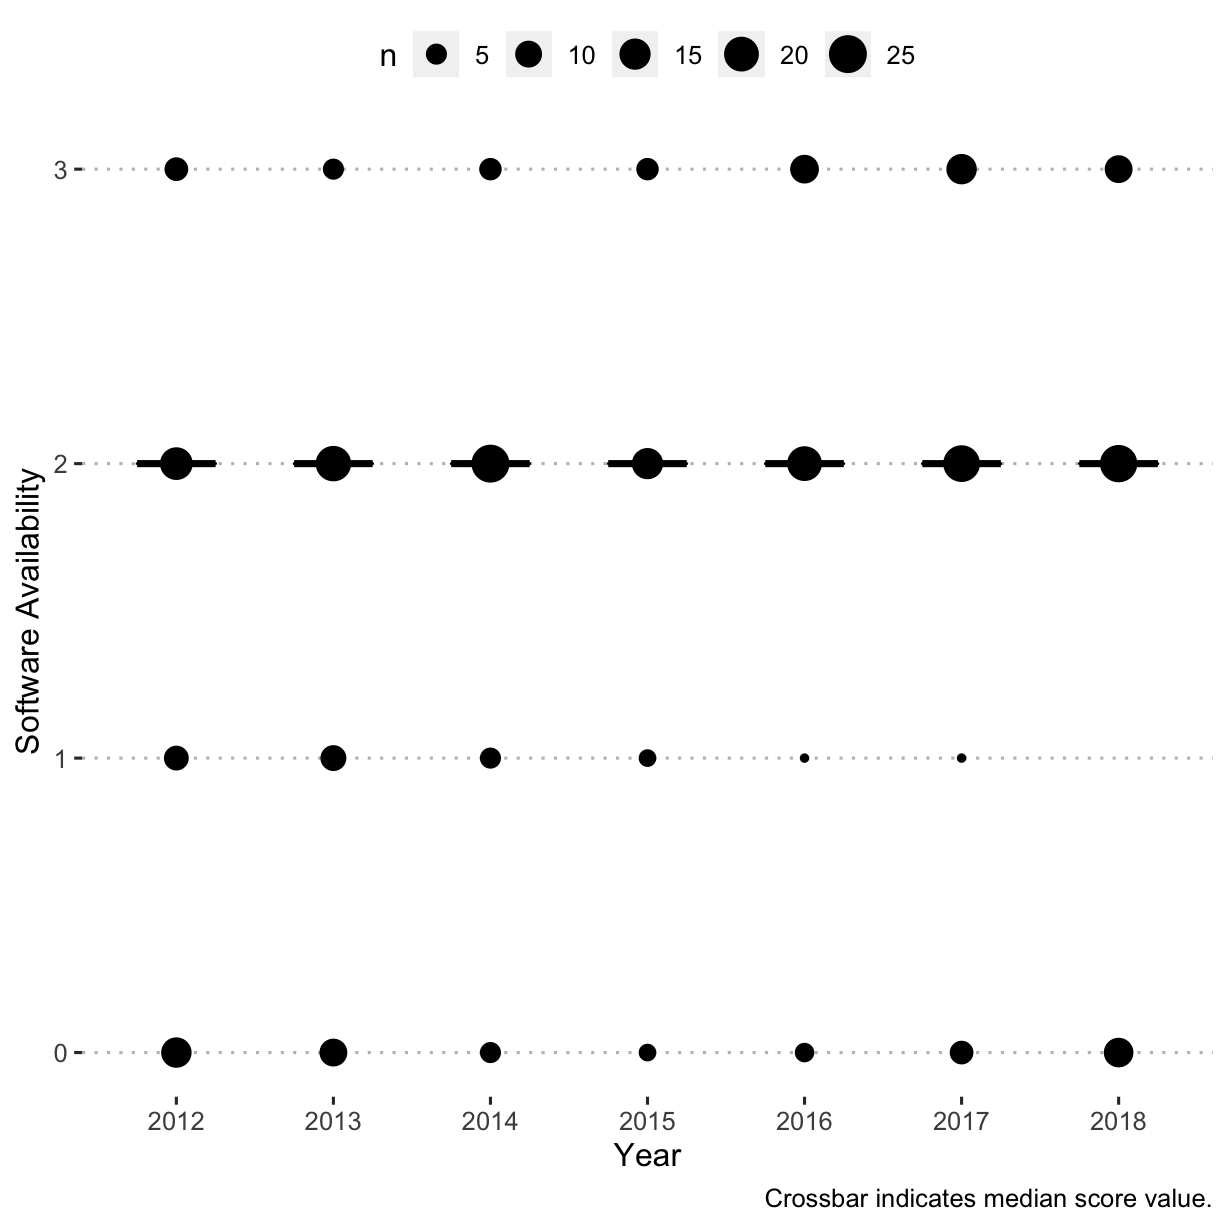 n 5 10 15 20 25
3
2
1
0
Software Availability
2012 2013 2014 2015 2016 2017 2018
Year
Crossbar indicates median score value.